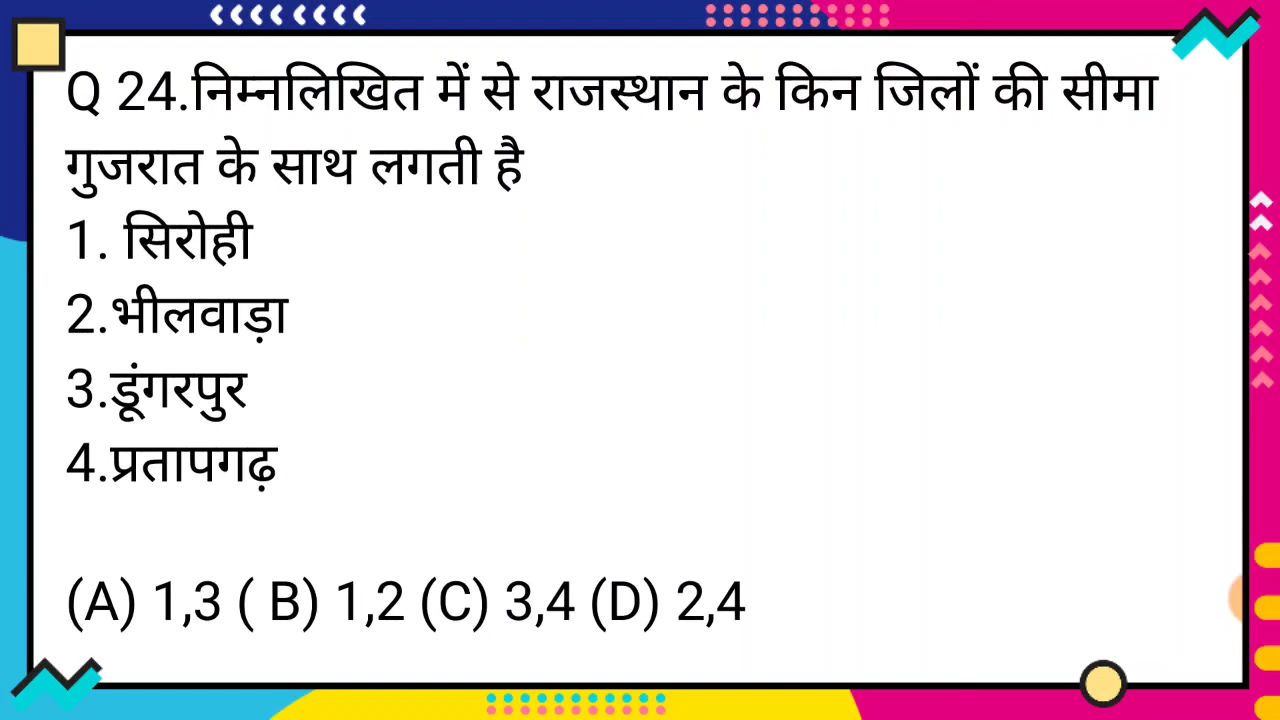 Q 24.निम्नलिखित में से राजस्थान के किन जिलों की सीमा
गुजरात के साथ लगती है
1. सिरोही
2.भीलवाड़ा
3.डूंगरपुर
4.प्रतापगढ़
(A) 1,3 ( B) 1,2 (C) 3,4 (D) 2,4